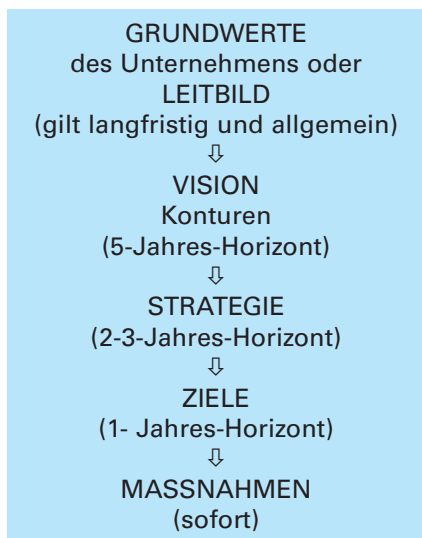 GRUNDWERTE
des Unternehmens oder
LEITBILD
(gilt langfristig und allgemein)
⇩
VISION
Konturen
(5-Jahres-Horizont)
⇩
STRATEGIE
(2-3-Jahres-Horizont)
⇩
ZIELE
(1- Jahres-Horizont)
⇩
MASSNAHMEN
(sofort)